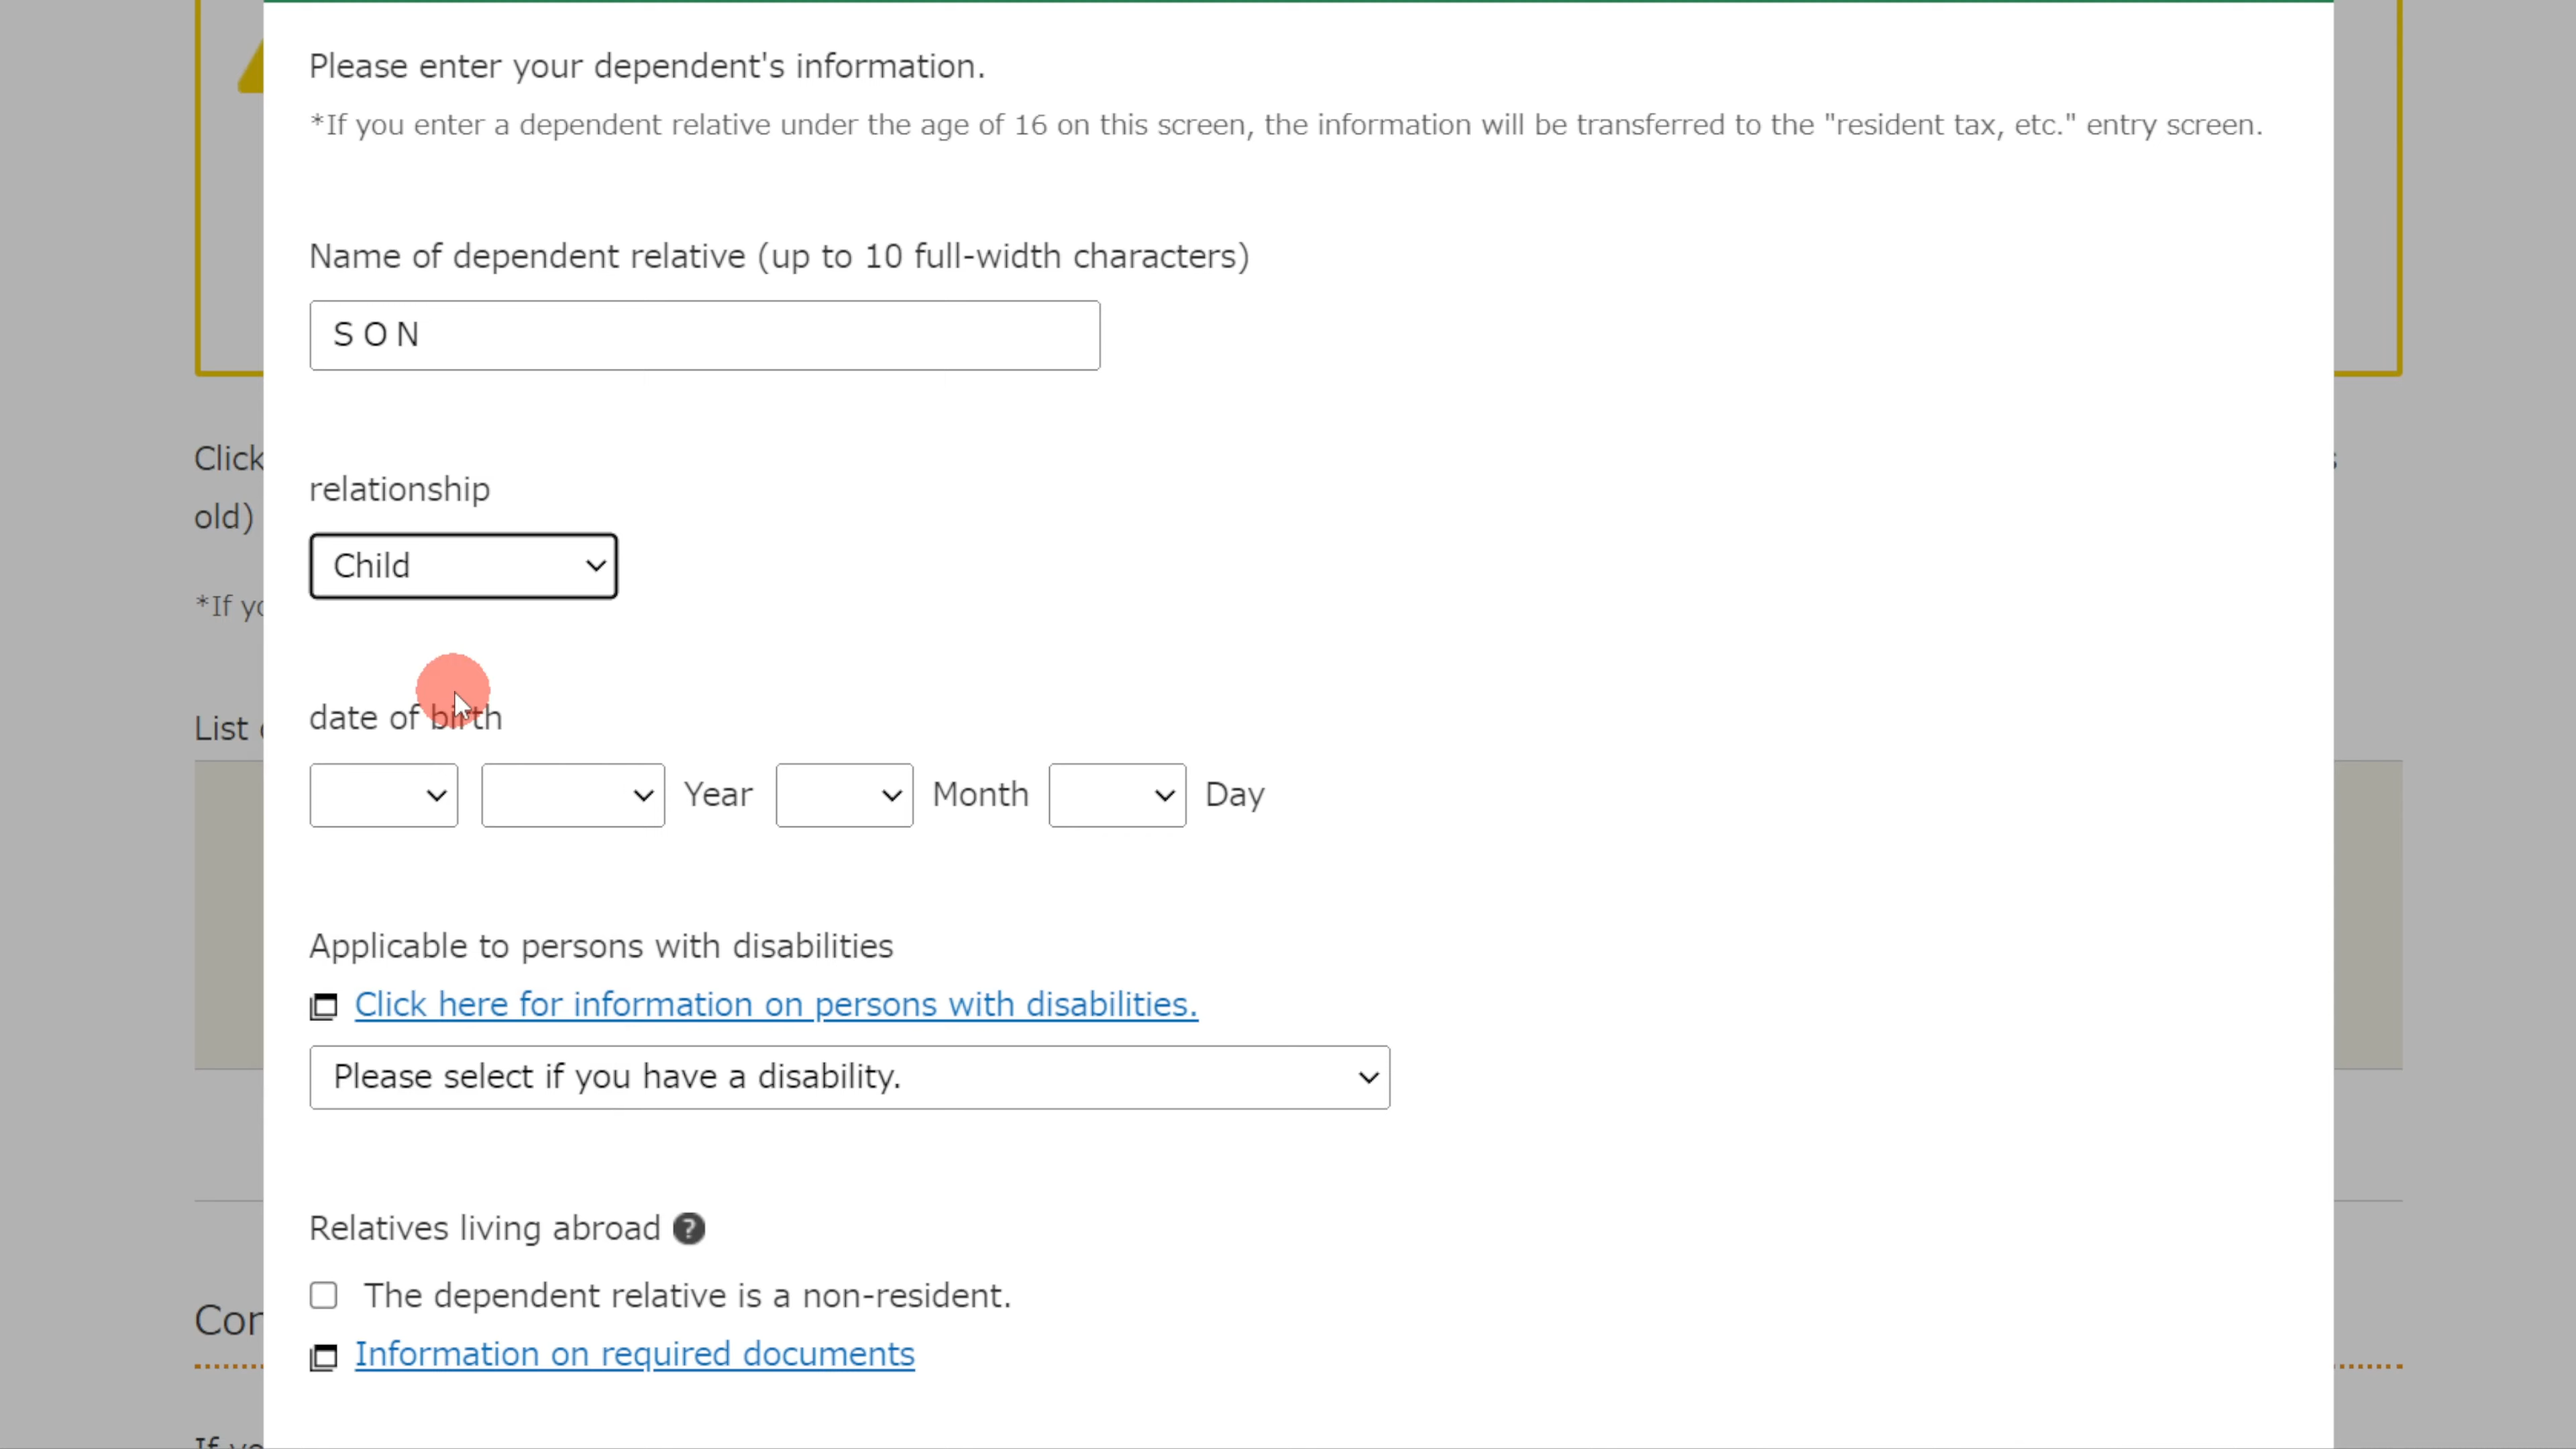 Please enter your dependent's information.
*If you enter a dependent relative under the age of 16 on this screen, the information will be transferred to the "resident tax, etc." entry screen.
Name of dependent relative (up to 10 full-width characters)
S O N
Click
old)
relationship
Child
*If
date of birth
List
Year Month Day
Applicable to persons with disabilities
Click here for information on persons with disabilities.
Please select if you have a disability.
Relatives living abroad ?
The dependent relative is a non-resident.
Information on required documents